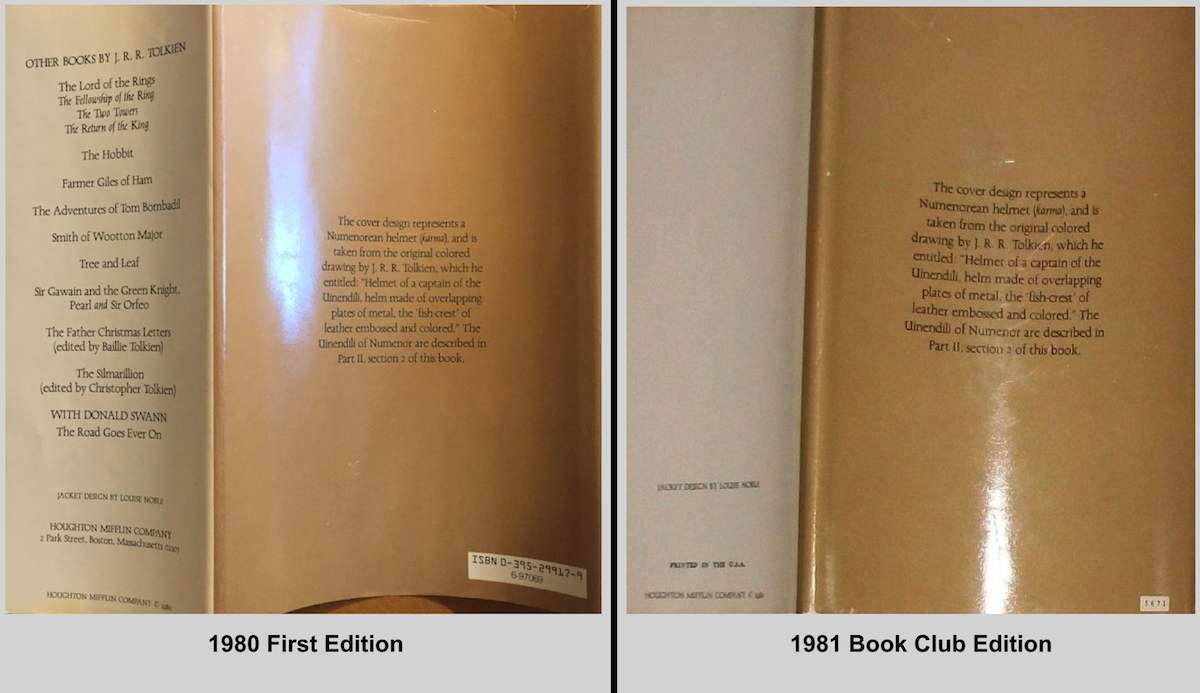 OTHER BOOKS BY J. R. R. TOLKIEN
The Lord of the Rings
The Fellowship of the Ring
The Two Towers
The Return of the King
The Hobbit
Farmer Giles of Ham
The Adventures of Tom Bombadil
Smith of Wootton Major
Tree and Leaf
Sir Gawain and the Green Knight,
Pearl and Sir Orfeo
The Father Christmas Letters
(edited by Baillie Tolkien)
The Silmarillion
(edited by Christopher Tolkien)
WITH DONALD SWANN
The Road Goes Ever On
JACKET DESIGN BY LOUISE NOBLE
HOUGHTON MIFFLIN COMPANY
2 Park Street, Boston, Massachusetts
HOUGHTON MIFFLIN COMPANY ©
The cover design represents a
Numenorean helmet (karma), and is
taken from the original colored
drawing by J. R. R. Tolkien, which he
entitled: "Helmet of a captain of the
Uinendili, helm made of overlapping
plates of metal, the 'fish-crest' of
leather embossed and colored." The
Uinendili of Numenor are described in
Part II, section 2 of this book.
ISBN 0-395-29917-9
6-97069
1980 First Edition
JACKET DESIGN BY LOUISE NOBLE
PRINTED IN THE U.S.A.
HOUGHTON MIFFLIN COMPANY ©
The cover design represents a
Numenorean helmet (karma), and is
taken from the original colored
drawing by J. R. R. Tolkien, which he
entitled: "Helmet of a captain of the
Uinendili, helm made of overlapping
plates of metal, the 'fish-crest' of
leather embossed and colored." The
Uinendili of Numenor are described in
Part II, section 2 of this book.
5671
1981 Book Club Edition